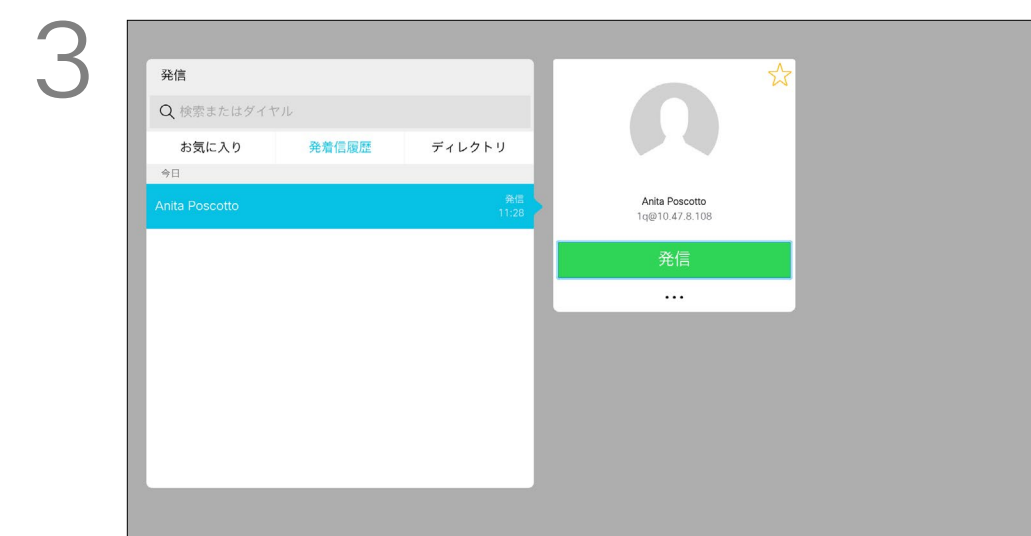 3
発信
検索またはダイヤル
お気に入り 発着信履歴 ディレクトリ
今日
Anita Poscotto 発信
11:28
Anita Poscotto
1q@10.47.8.108
発信
...